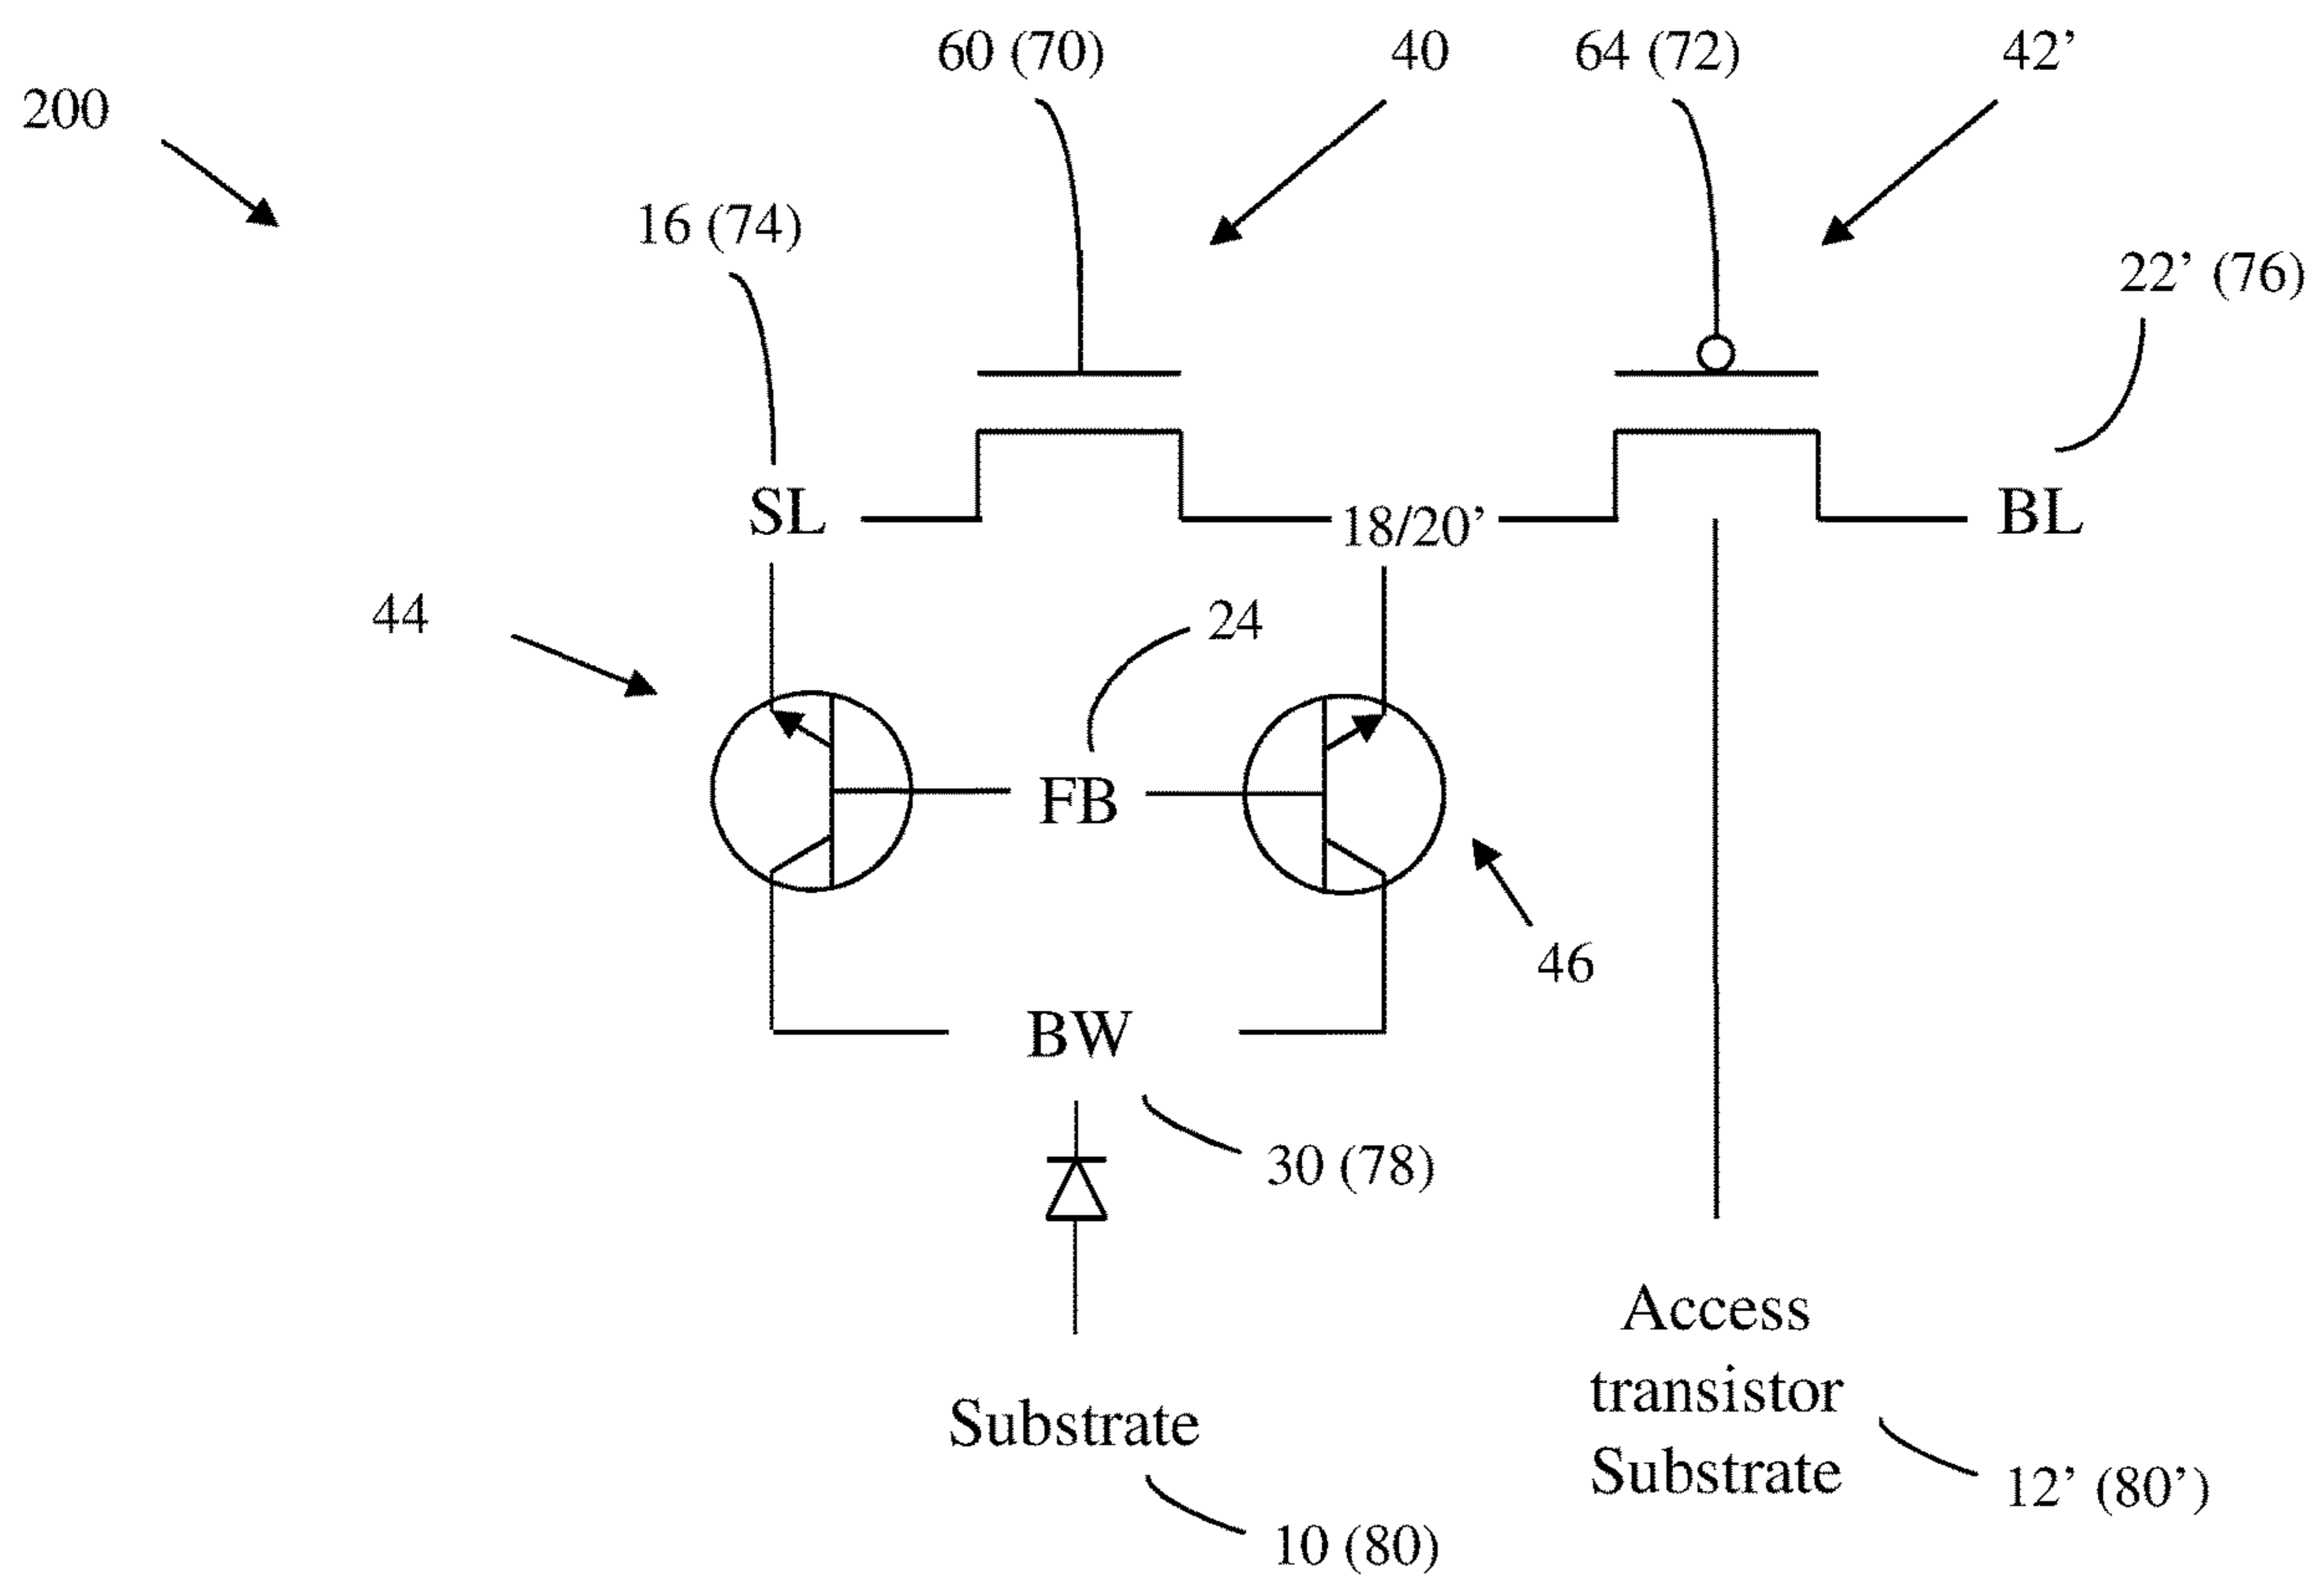 60 (70)
40
64 (72)
42’
200
16 (74)
22’ (76)
SL
18/20’
BL
44
24
FB
46
BW
30 (78)
Access
transistor
Substrate
Substrate
12’ (80’)
10 (80)